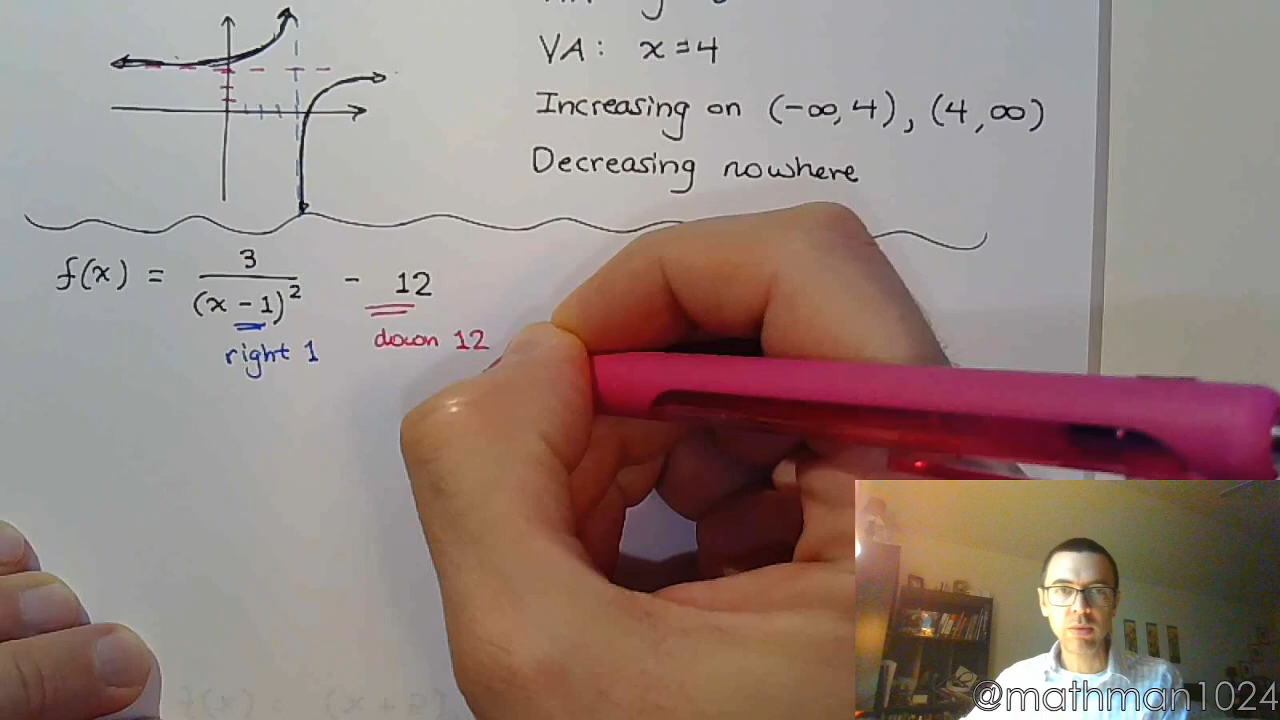 VA: x = 4
Increasing on (-∞, 4), (4, ∞)
Decreasing nowhere
f(x) = 3/(x - 1)² - 12
right 1
down 12
@mathman1024